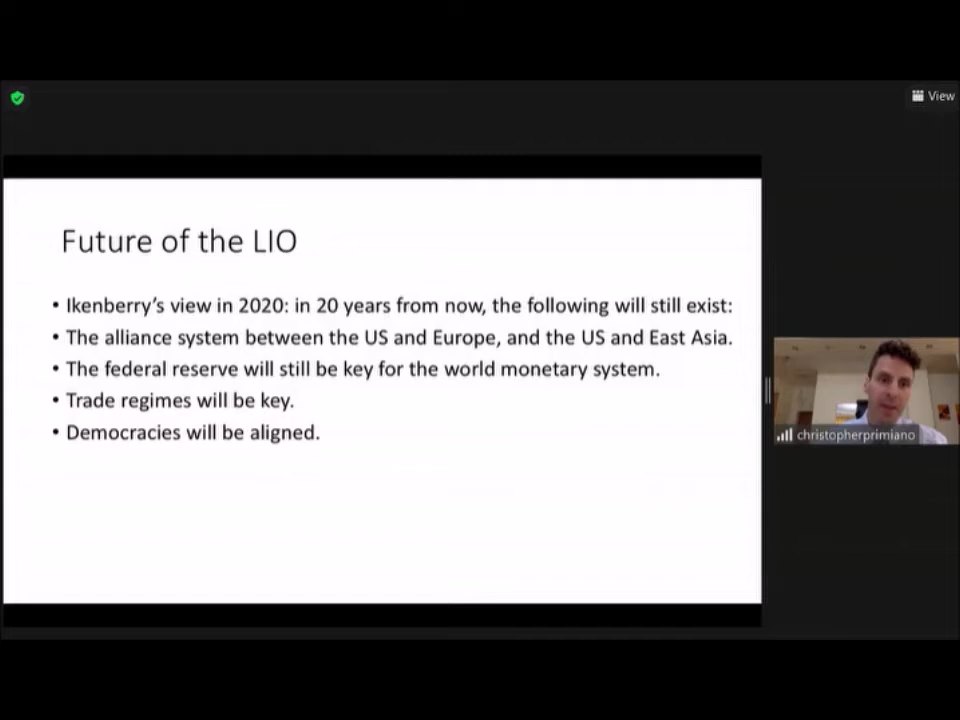 View
Future of the LIO
• Ikenberry’s view in 2020: in 20 years from now, the following will still exist:
• The alliance system between the US and Europe, and the US and East Asia.
• The federal reserve will still be key for the world monetary system.
• Trade regimes will be key.
• Democracies will be aligned.
christopherprimiano